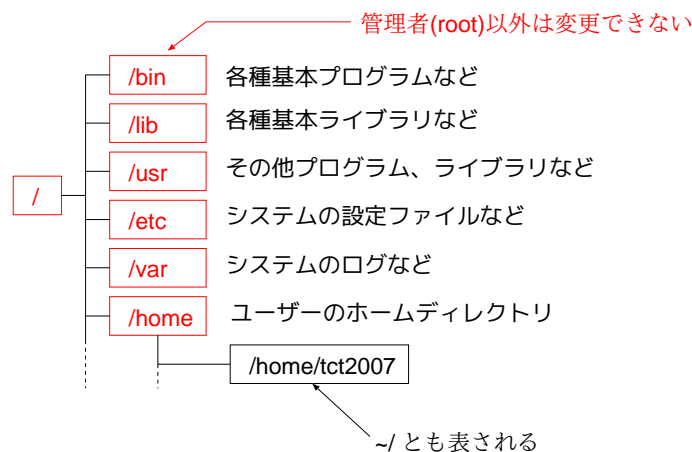 管理者(root)以外は変更できない
/bin 各種基本プログラムなど
/lib 各種基本ライブラリなど
/usr その他プログラム、ライブラリなど
/
/etc システムの設定ファイルなど
/var システムのログなど
/home ユーザーのホームディレクトリ
/home/tct2007
~/ とも表される